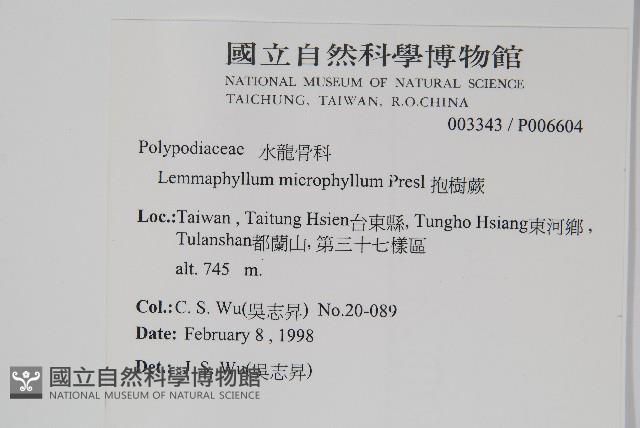 國立自然科學博物館
NATIONAL MUSEUM OF NATURAL SCIENCE
TAICHUNG, TAIWAN, R.O.CHINA
003343 / P006604
Polypodiaceae 水龍骨科
Lemmaphyllum microphyllum Presl 抱樹蕨
Loc.:Taiwan , Taitung Hsien台東縣, Tungho Hsiang東河鄉 ,
Tulanshan都蘭山, 第三十七樣區
alt. 745 m.
Col.:C. S. Wu(吳志昇) No.20-089
Date: February 8 , 1998
Det.: J. S. Wu(吳志昇)
國立自然科學博物館
NATIONAL MUSEUM OF NATURAL SCIENCE